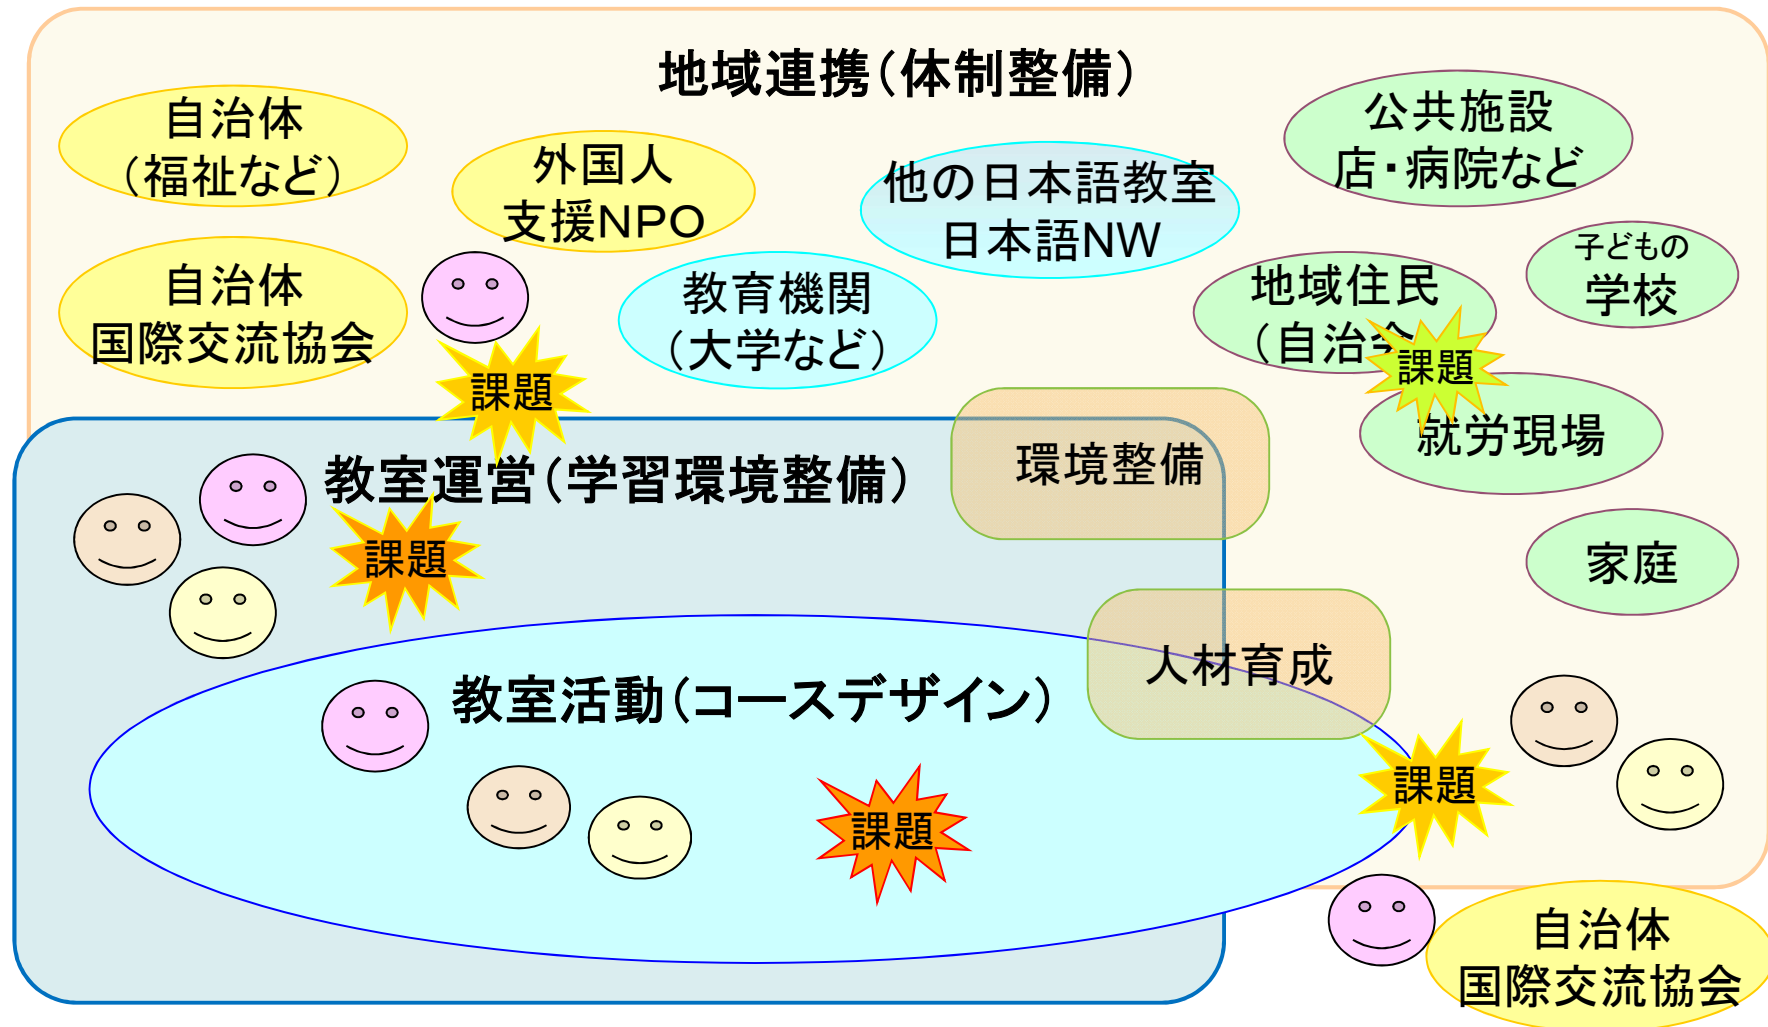 地域連携（体制整備）
自治体
（福祉など）
外国人
支援NPO
他の日本語教室
日本語NW
公共施設
店・病院など
自治体
国際交流協会
教育機関
（大学など）
地域住民
（自治会
子どもの
学校
課題
課題
就労現場
環境整備
教室運営（学習環境整備）
課題
家庭
人材育成
教室活動（コースデザイン）
課題
課題
自治体
国際交流協会